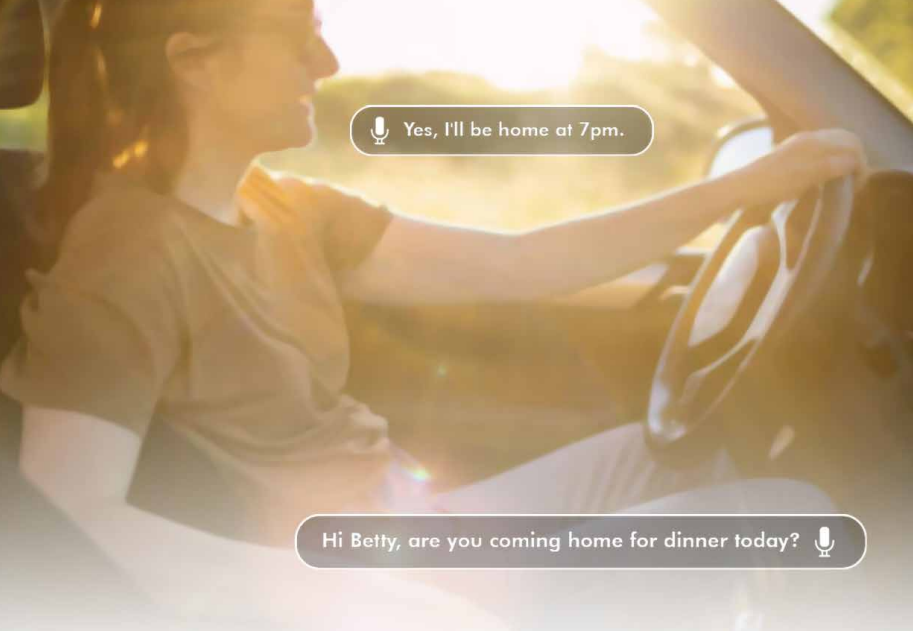 Yes, I'll be home at 7pm.
Hi Betty, are you coming home for dinner today?